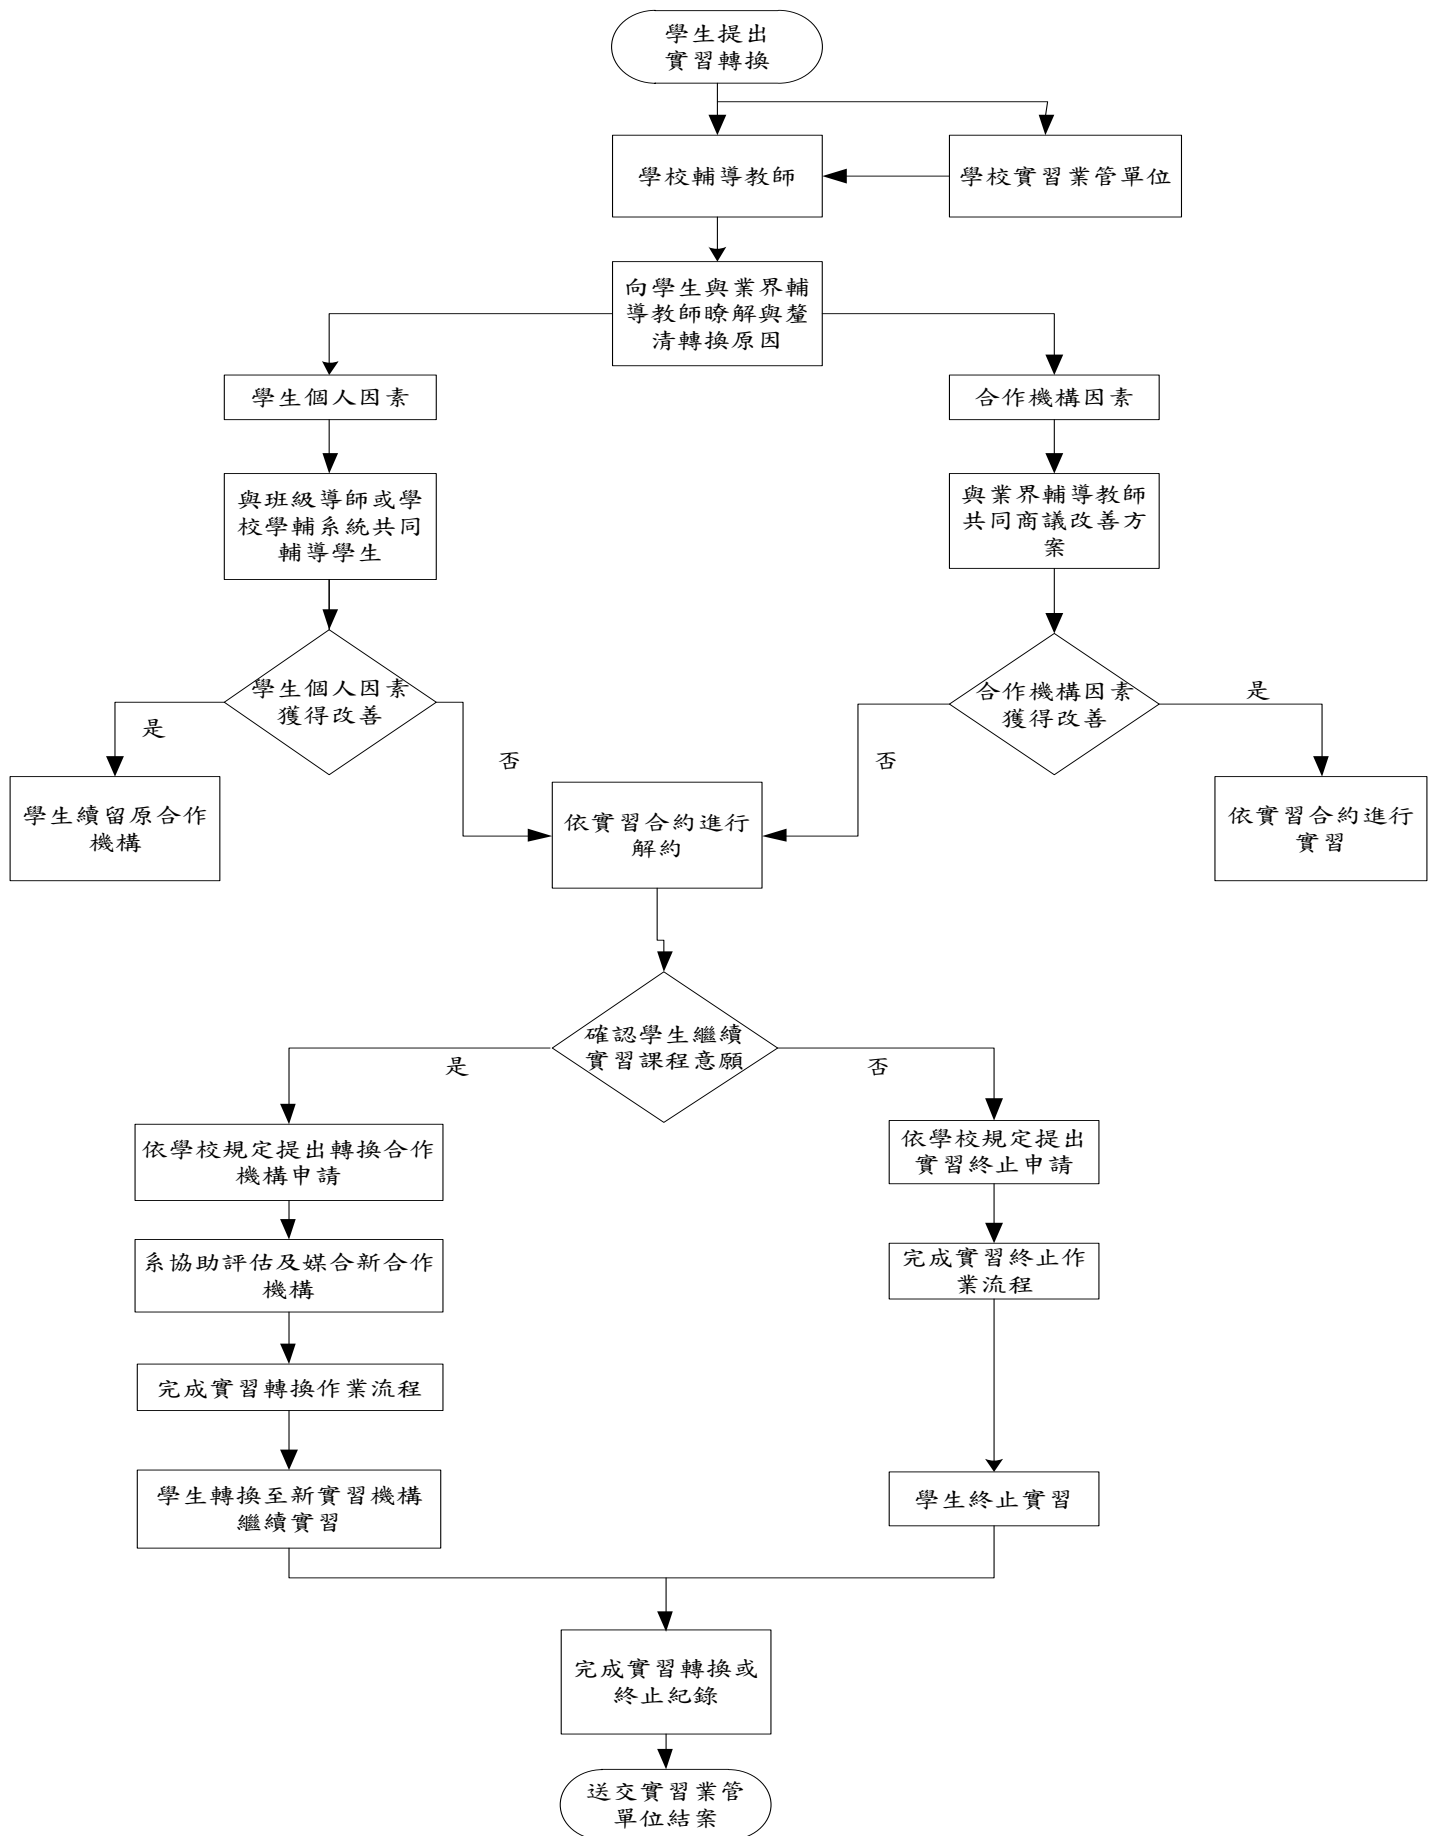 學生提出
實習轉換
學校輔導教師
學校實習業管單位
向學生與業界輔
導教師瞭解與釐
清轉換原因
學生個人因素
合作機構因素
與班級導師或學
校學輔系統共同
輔導學生
與業界輔導教師
共同商議改善方
案
學生個人因素
獲得改善
合作機構因素
獲得改善
是
否
否
是
學生續留原合作
機構
依實習合約進行
解約
依實習合約進行
實習
確認學生繼續
實習課程意願
是
否
依學校規定提出轉換合作
機構申請
依學校規定提出
實習終止申請
系協助評估及媒合新合作
機構
完成實習終止作
業流程
完成實習轉換作業流程
學生轉換至新實習機構
繼續實習
學生終止實習
完成實習轉換或
終止紀錄
送交實習業管
單位結案